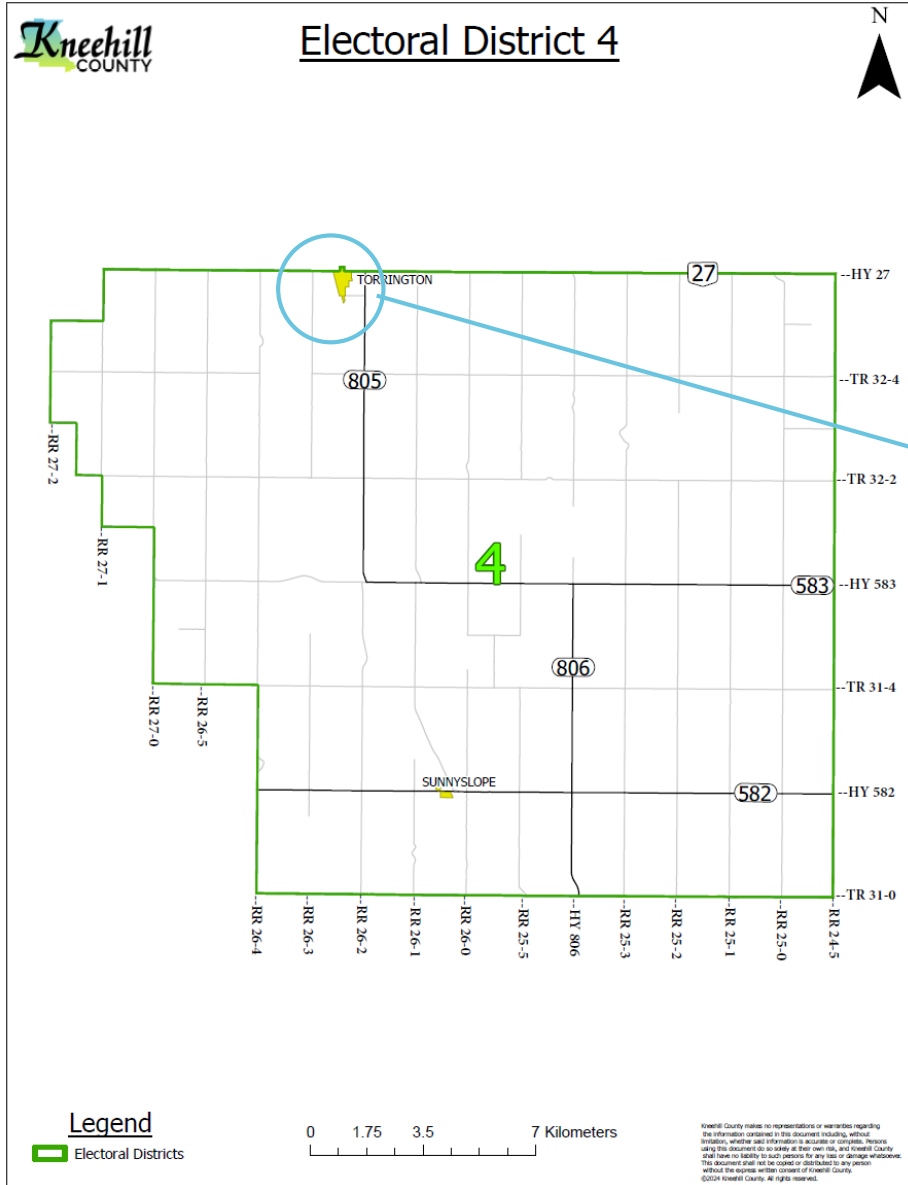 Kneehill
COUNTY
Electoral District 4
N
TORRINGTON
27
--HY 27
805
--TR 32-4
--RR 27-2
--TR 32-2
--RR 27-1
4
583
--HY 583
806
--TR 31-4
--RR 27-0
--RR 26-5
SUNNYSLOPE
582
--HY 582
--TR 31-0
--RR 26-4
--RR 26-3
--RR 26-2
--RR 26-1
--RR 26-0
--RR 25-5
--HY 806
--RR 25-3
--RR 25-2
--RR 25-1
--RR 25-0
--RR 24-5
Legend
Electoral Districts
0 1.75 3.5 7 Kilometers
Kneehill County makes no representations or warranties regarding
the information contained in this document including, without
limitation, whether said information is accurate or complete. Persons
using this document do so solely at their own risk, and Kneehill County
shall have no liability to such persons for any loss or damage whatsoever.
This document shall not be copied or distributed to any person
without the express written consent of Kneehill County.
©2024 Kneehill County. All rights reserved.